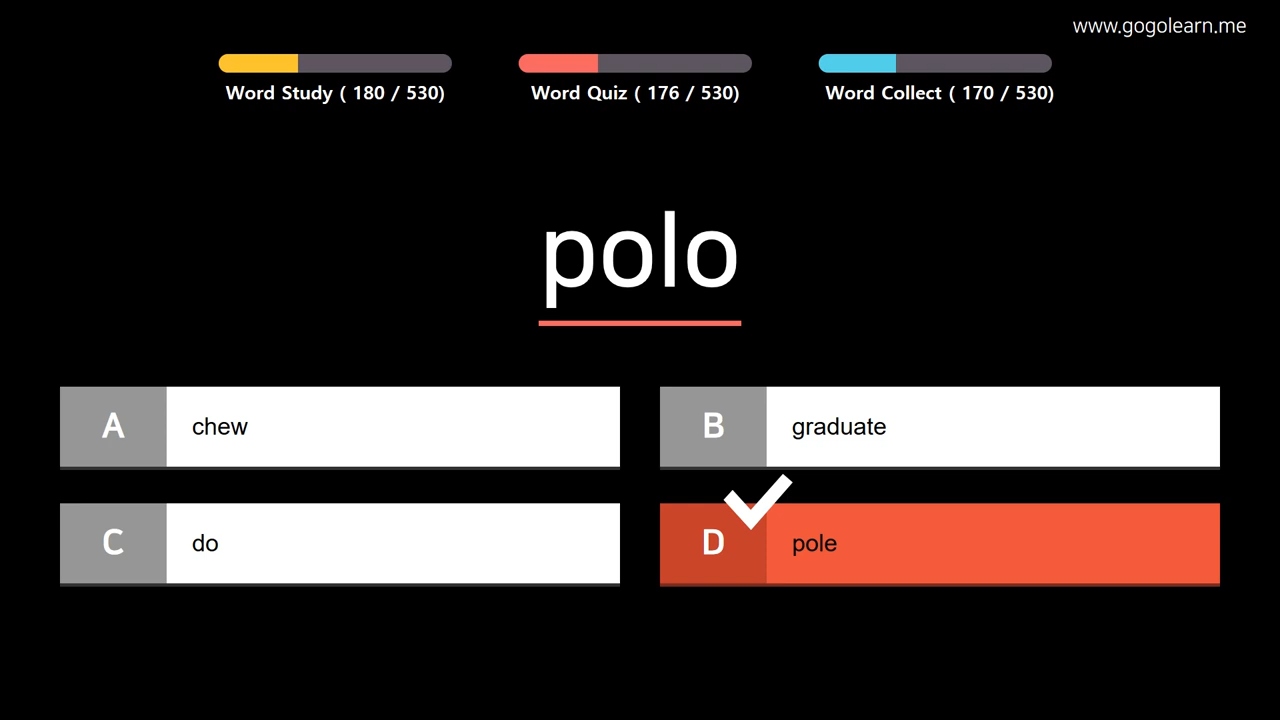 www.gogolearn.me
Word Study ( 180 / 530)
Word Quiz ( 176 / 530)
Word Collect ( 170 / 530)
polo
A chew
B graduate
C do
D pole